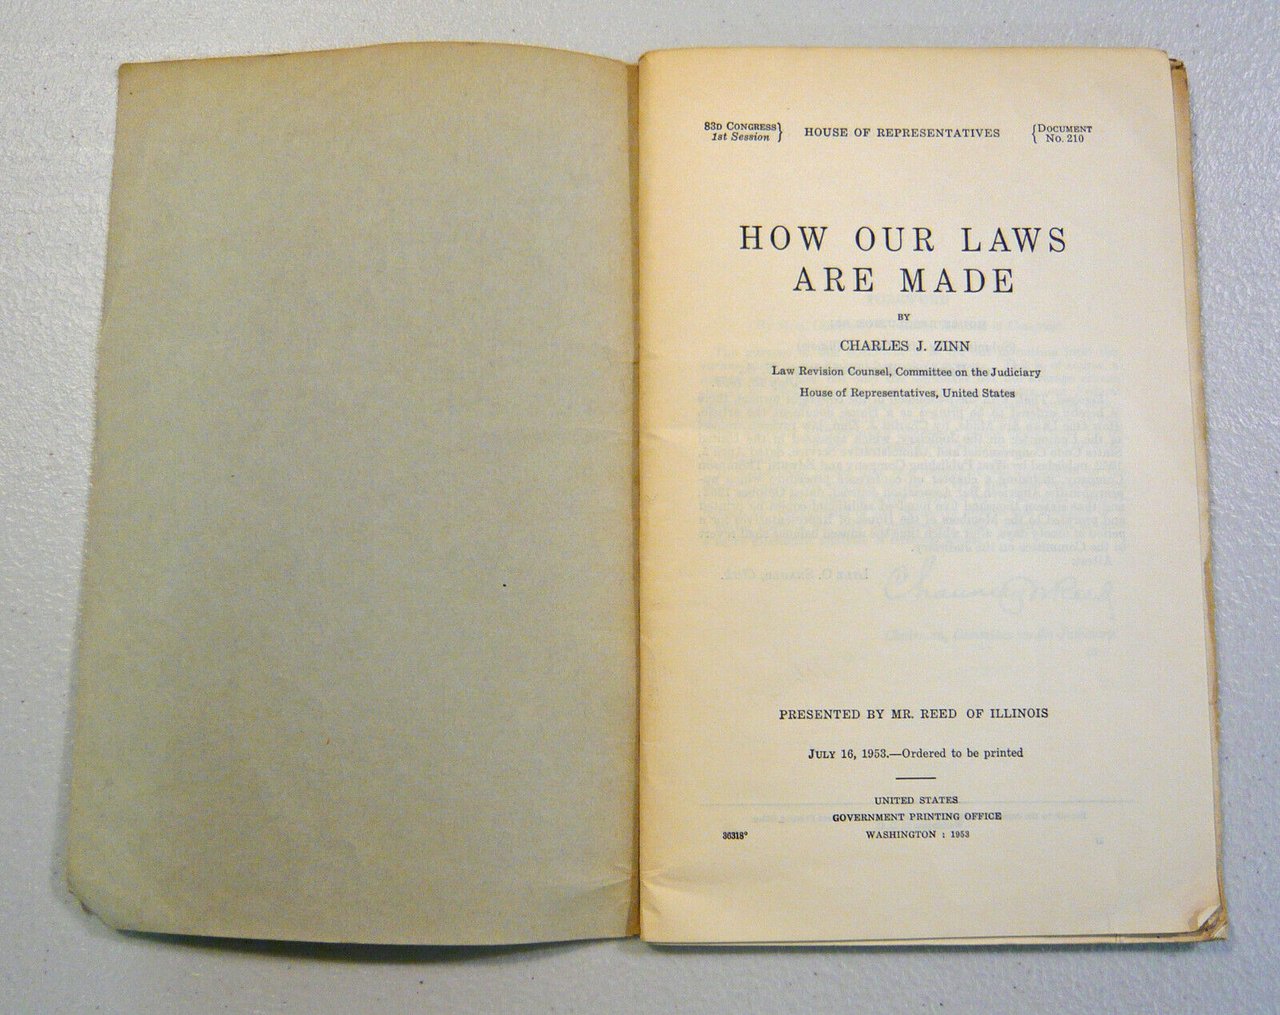 83D CONGRESS} HOUSE OF REPRESENTATIVES {DOCUMENT
1st Session } {No. 210
HOW OUR LAWS
ARE MADE
BY
CHARLES J. ZINN
Law Revision Counsel, Committee on the Judiciary
House of Representatives, United States
PRESENTED BY MR. REED OF ILLINOIS
JULY 16, 1953.—Ordered to be printed
UNITED STATES
GOVERNMENT PRINTING OFFICE
36318° WASHINGTON : 1953